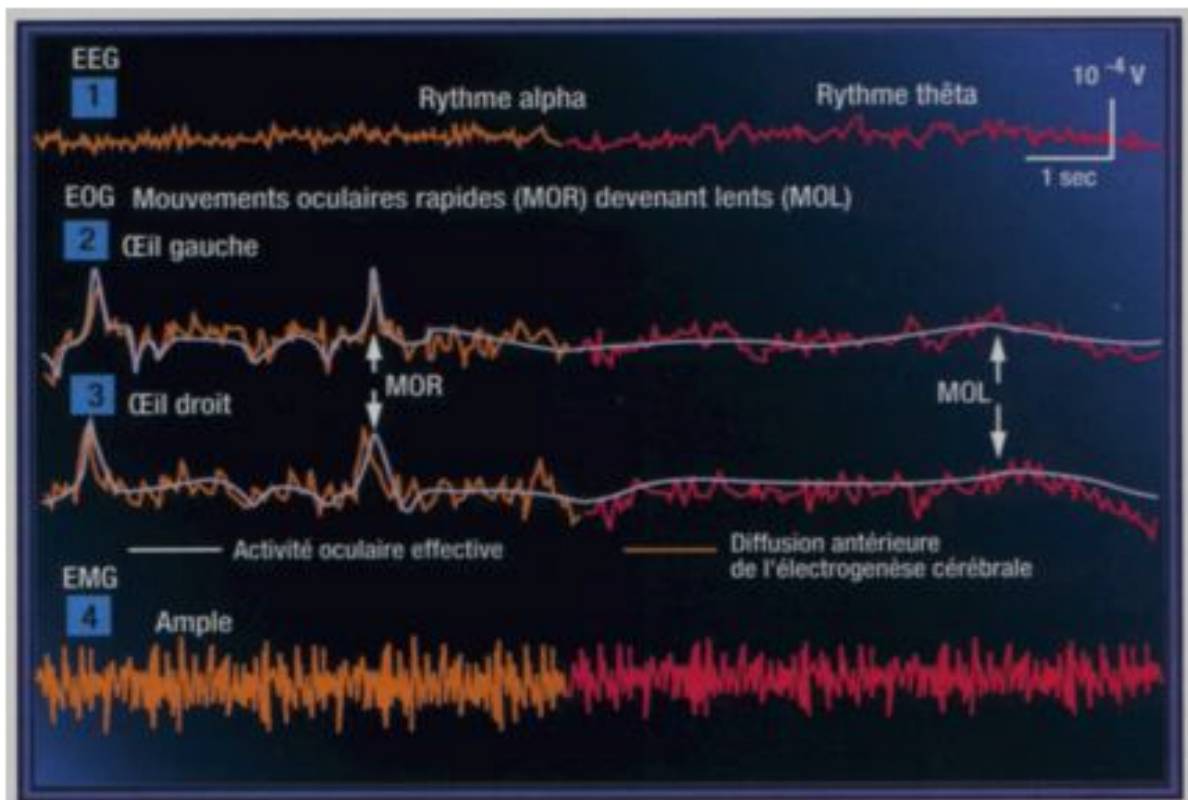 EEG
1
Rythme alpha
Rythme thêta
10⁻⁴ V
1 sec
EOG Mouvements oculaires rapides (MOR) devenant lents (MOL)
2 Œil gauche
MOR
MOL
3 Œil droit
Activité oculaire effective
Diffusion antérieure
de l'électrogenèse cérébrale
EMG
4
Ample